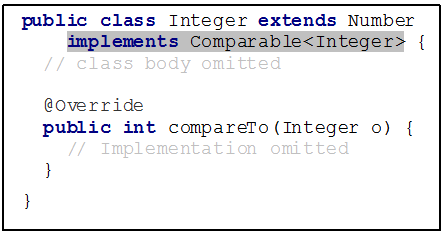 public class Integer extends Number
implements Comparable<Integer> {
// class body omitted
@Override
public int compareTo(Integer o) {
// Implementation omitted
}
}